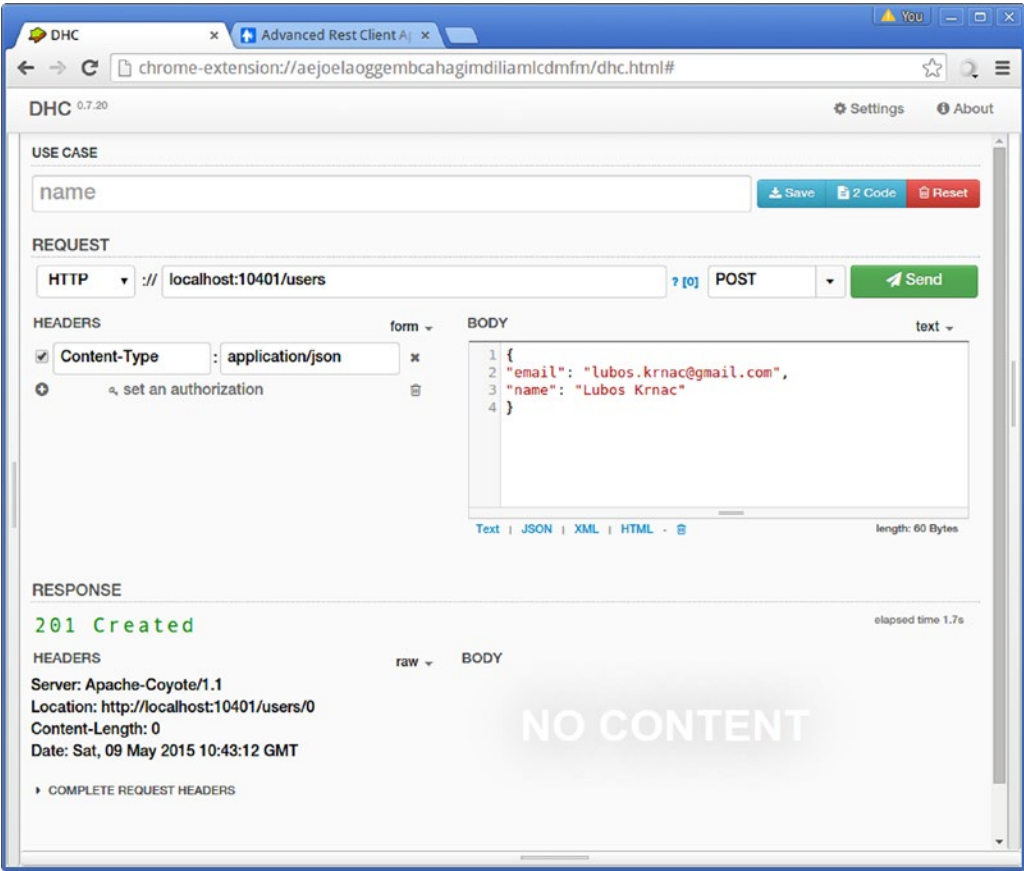 DHC × Advanced Rest Client A × You
chrome-extension://aejoelaoggembcahagimdiliamlcdmfm/dhc.html#
DHC 0.7.20 Settings About
USE CASE
name Save 2 Code Reset
REQUEST
HTTP :// localhost:10401/users ? [0] POST Send
HEADERS form BODY text
Content-Type : application/json
set an authorization
1 {
2 "email": "lubos.krnac@gmail.com",
3 "name": "Lubos Krnac"
4 }
Text | JSON | XML | HTML - length: 60 Bytes
RESPONSE
201 Created elapsed time 1.7s
HEADERS raw BODY
Server: Apache-Coyote/1.1
Location: http://localhost:10401/users/0
Content-Length: 0
Date: Sat, 09 May 2015 10:43:12 GMT
NO CONTENT
COMPLETE REQUEST HEADERS